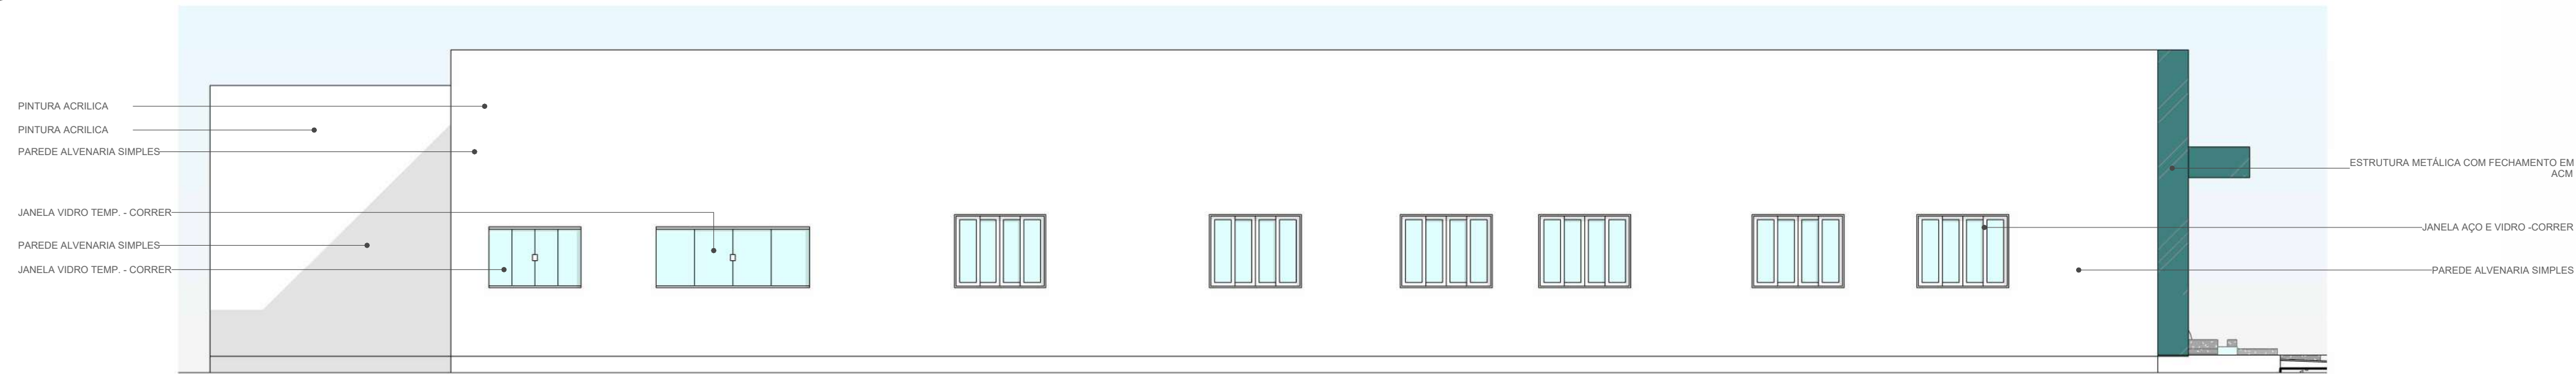 PINTURA ACRILICA
PINTURA ACRILICA
PAREDE ALVENARIA SIMPLES
JANELA VIDRO TEMP. - CORRER
PAREDE ALVENARIA SIMPLES
JANELA VIDRO TEMP. - CORRER
ESTRUTURA METÁLICA COM FECHAMENTO EM
ACM
JANELA AÇO E VIDRO -CORRER
PAREDE ALVENARIA SIMPLES